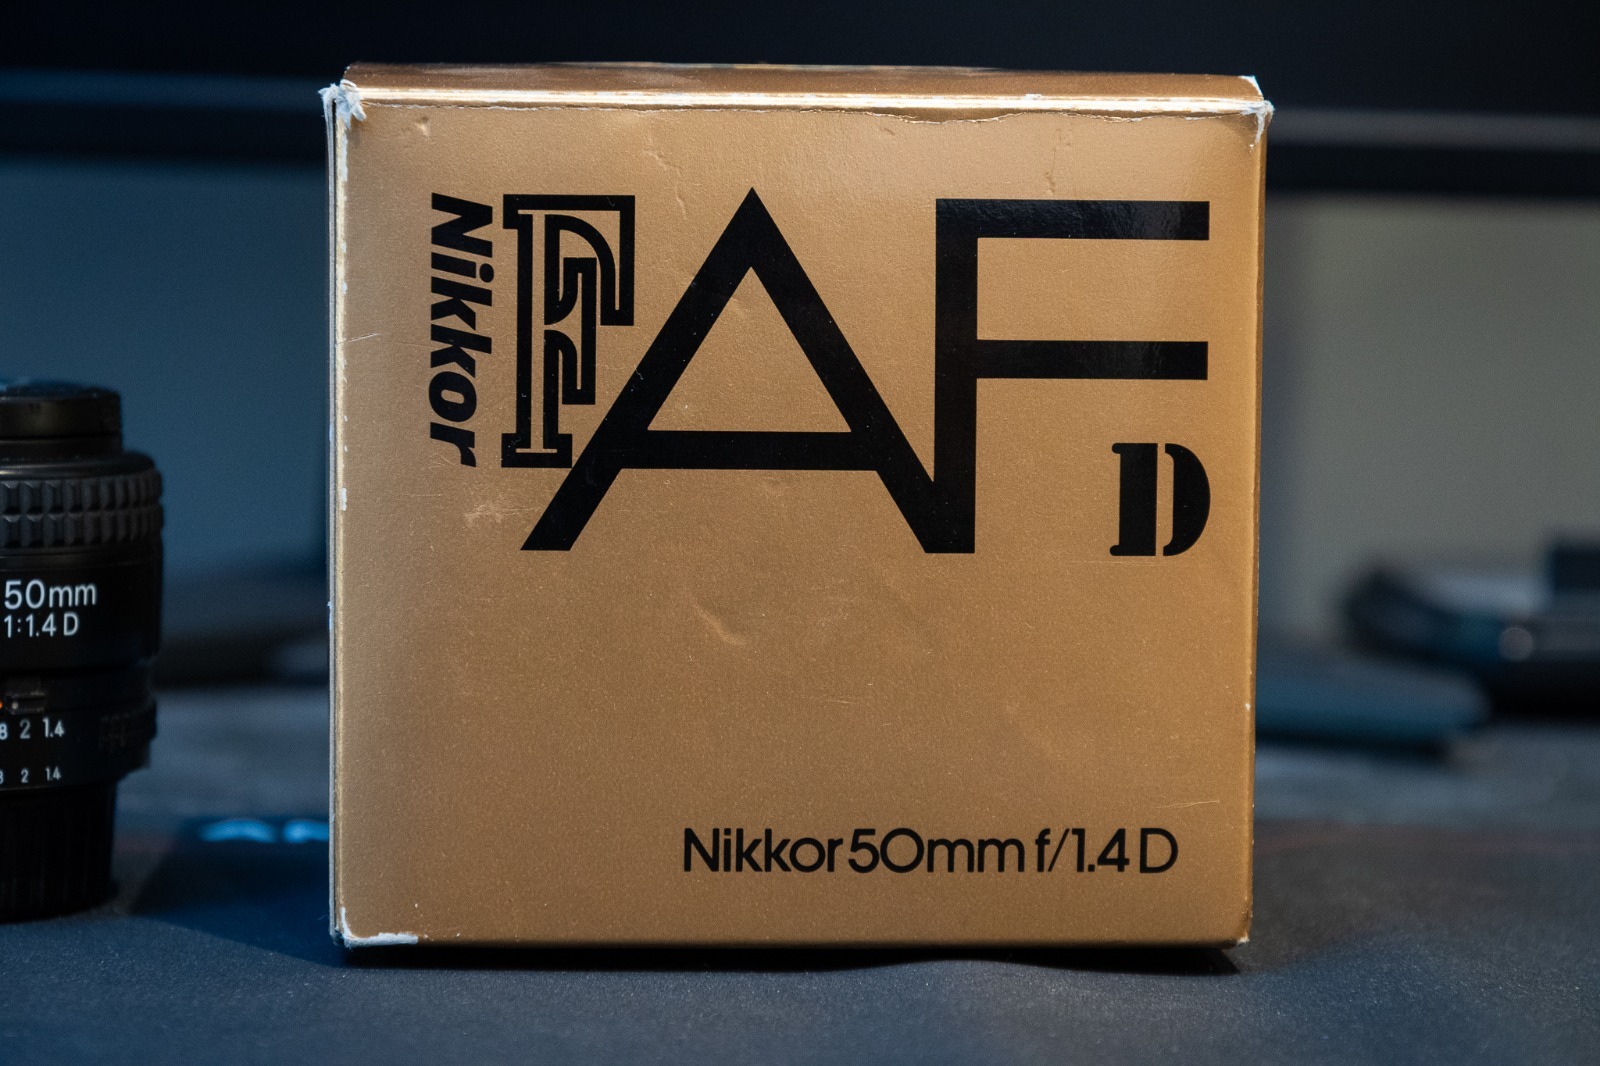 Nikkor
F
AF
D
Nikkor 50mm f/1.4 D
50mm
1:1.4 D
8 2 1.4
8 2 1.4